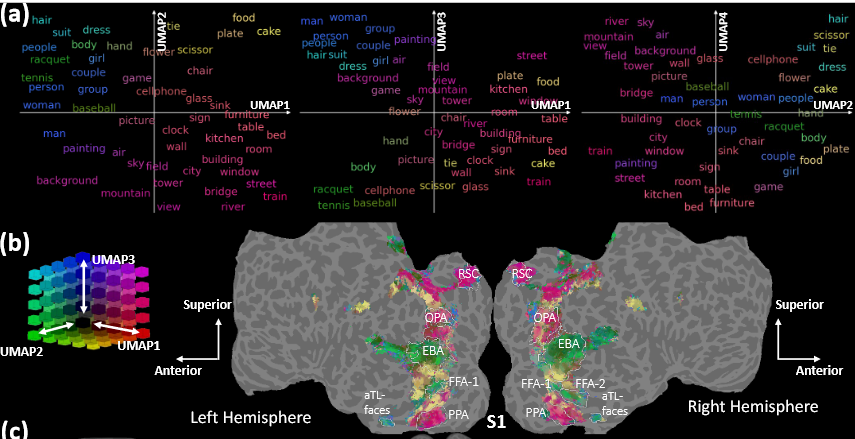 (a)
UMAP2
hair
tie
food
suit
dress
plate
cake
people
body
hand
flower
scissor
racquet
girl
couple
chair
tennis
game
person
group
cellphone
glass
woman
baseball
sink
UMAP1
picture
sign
furniture
man
clock
table
kitchen
bed
painting
air
wall
room
sky
field
building
city
window
background
tower
street
mountain
bridge
train
view
river
UMAP3
man
woman
person
group
people
couple
painting
hair
suit
girl
air
street
dress
field
background
view
plate
food
game
mountain
kitchen
sky
tower
window
UMAP1
flower
chair
room
table
river
city
building
hand
bridge
furniture
sign
bed
body
picture
tie
clock
cake
wall
sink
racquet
cellphone
scissor
glass
train
tennis
baseball
UMAP4
river
sky
hair
mountain
air
scissor
view
background
suit
tie
field
wall
glass
cellphone
dress
tower
picture
flower
bridge
baseball
cake
man
person
woman
people
UMAP2
building
clock
tennis
hand
group
racquet
city
chair
body
train
window
sink
couple
plate
painting
sign
food
street
girl
room
game
kitchen
table
bed
furniture
(b)
UMAP3
UMAP2
UMAP1
Superior
Anterior
RSC
OPA
EBA
FFA-1
aTL-
faces
PPA
Left Hemisphere
S1
RSC
OPA
EBA
FFA-1
FFA-2
aTL-
faces
PPA
Right Hemisphere
Superior
Anterior
(c)